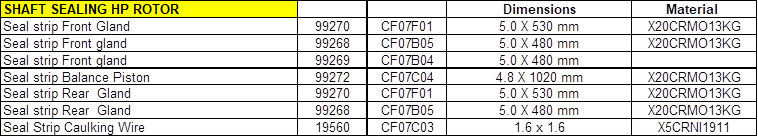 SHAFT SEALING HP ROTOR Dimensions Material
Seal strip Front Gland 99270 CF07F01 5.0 X 530 mm X20CRMO13KG
Seal strip Front gland 99268 CF07B05 5.0 X 480 mm X20CRMO13KG
Seal strip Front gland 99269 CF07B04 5.0 X 480 mm
Seal strip Balance Piston 99272 CF07C04 4.8 X 1020 mm X20CRMO13KG
Seal strip Rear  Gland 99270 CF07F01 5.0 X 530 mm X20CRMO13KG
Seal strip Rear  Gland 99268 CF07B05 5.0 X 480 mm X20CRMO13KG
Seal Strip Caulking Wire 19560 CF07C03 1.6 x 1.6 X5CRNI1911